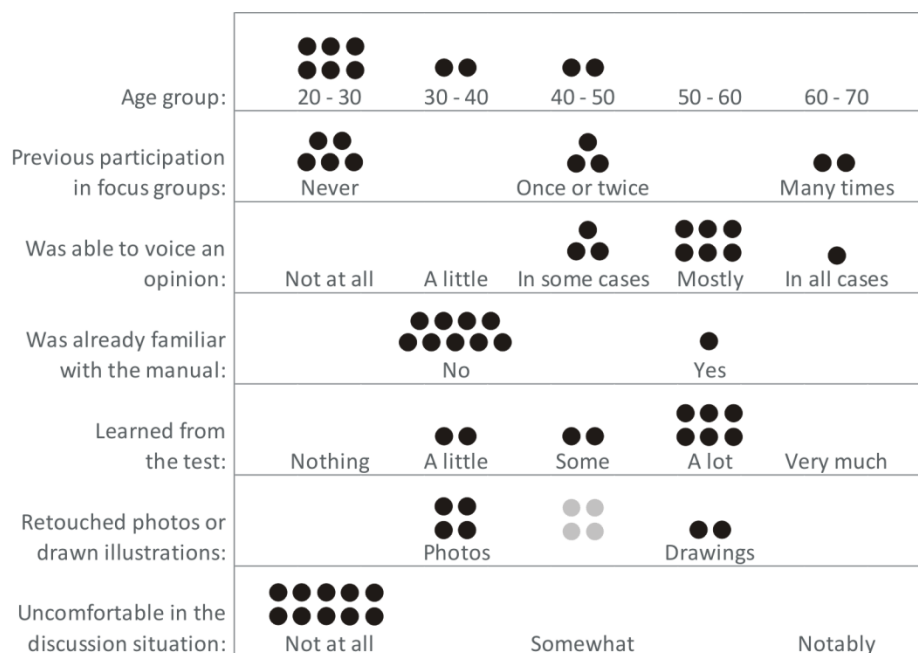 Age group: 20 - 30 30 - 40 40 - 50 50 - 60 60 - 70
Previous participation
in focus groups: Never Once or twice Many times
Was able to voice an
opinion: Not at all A little In some cases Mostly In all cases
Was already familiar
with the manual: No Yes
Learned from
the test: Nothing A little Some A lot Very much
Retouched photos or
drawn illustrations: Photos Drawings
Uncomfortable in the
discussion situation: Not at all Somewhat Notably